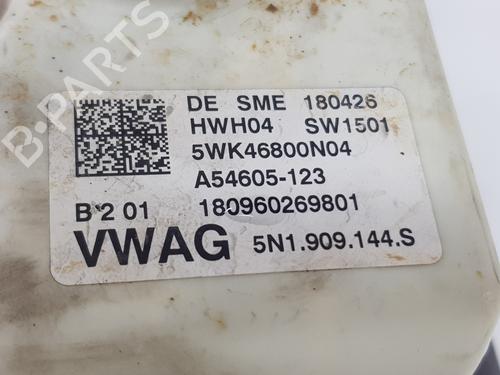 DE SME 180426
HWH04 SW1501
5WK46800N04
A54605-123
B 2 01 180960269801
VWAG 5N1.909.144.S
B-Parts